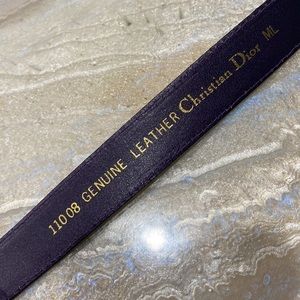 11008 GENUINE LEATHER Christian Dior ML